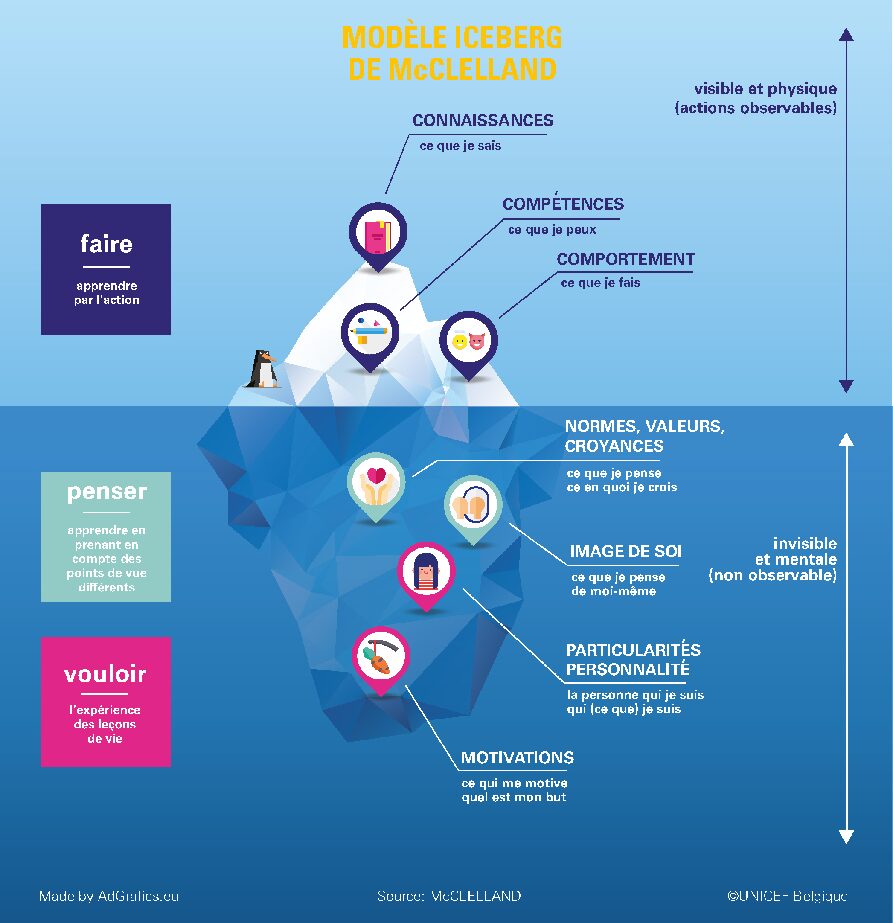 MODÈLE ICEBERG
DE McCLELLAND
visible et physique
(actions observables)
CONNAISSANCES
ce que je sais
COMPÉTENCES
ce que je peux
COMPORTEMENT
ce que je fais
faire
apprendre
par l'action
NORMES, VALEURS,
CROYANCES
ce que je pense
ce en quoi je crois
penser
apprendre en
prenant en
compte des
points de vue
différents
IMAGE DE SOI
ce que je pense
de moi-même
invisible
et mentale
(non observable)
vouloir
l'expérience
des leçons
de vie
PARTICULARITÉS
PERSONNALITÉ
la personne qui je suis
qui (ce que) je suis
MOTIVATIONS
ce qui me motive
quel est mon but
Made by AdGrafics.eu
Source: McCLELLAND
©UNICEF Belgique